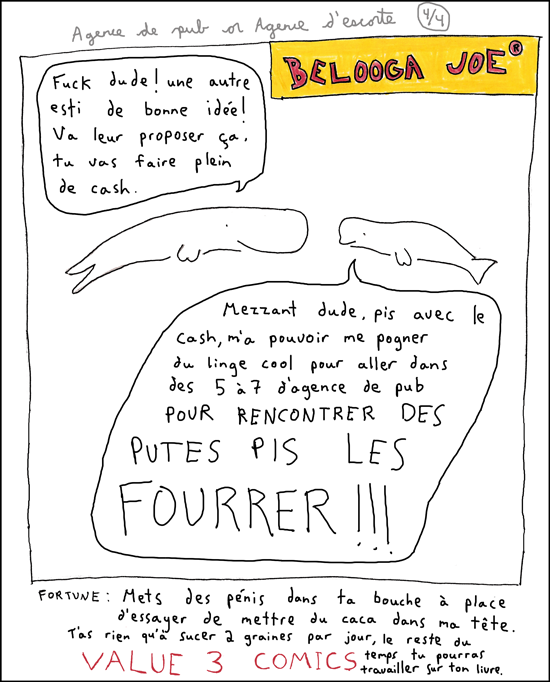 Agence de pub or Agence d'escorte 4/4
BELOOGA JOE®
Fuck dude! une autre
esti de bonne idée!
Va leur proposer ça,
tu vas faire plein
de cash.
Mezzant dude, pis avec le
cash, m'a pouvoir me pogner
du linge cool pour aller dans
des 5 à 7 d'agence de pub
POUR RENCONTRER DES
PUTES PIS LES
FOURRER!!!
FORTUNE: Mets des pénis dans ta bouche à place
d'essayer de mettre du caca dans ma tête.
T'as rien qu'à sucer 2 graines par jour, le reste du
temps tu pourras
travailler sur ton livre.
VALUE 3 COMICS